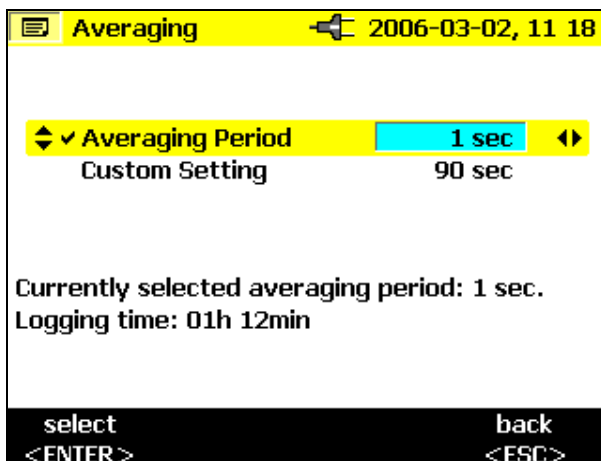 Averaging 2006-03-02, 11 18
Averaging Period 1 sec
Custom Setting 90 sec
Currently selected averaging period: 1 sec.
Logging time: 01h 12min
select back
<ENTER> <ESC>